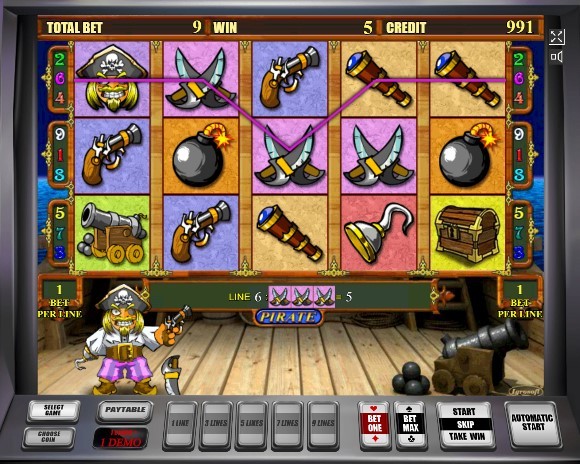 TOTAL BET 9 WIN 5 CREDIT 991
2 2
6 6
4 4
9 9
1 1
8 8
5 5
7 7
1 1
BET BET
PER LINE PER LINE
LINE 6 = 5
PIRATE
Igrosoft
SELECT GAME
CHOOSE COIN
PAYTABLE
1 DEMO
1 LINE
3 LINES
5 LINES
7 LINES
9 LINES
BET ONE
BET MAX
START
SKIP
TAKE WIN
AUTOMATIC START